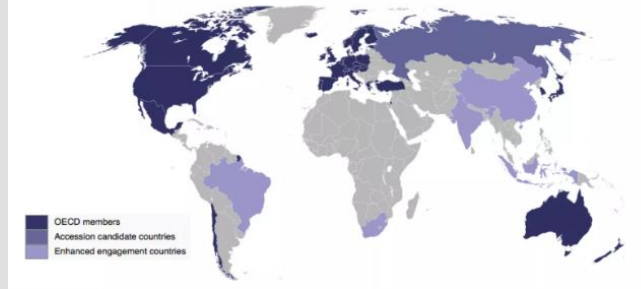 OECD members
Accession candidate countries
Enhanced engagement countries